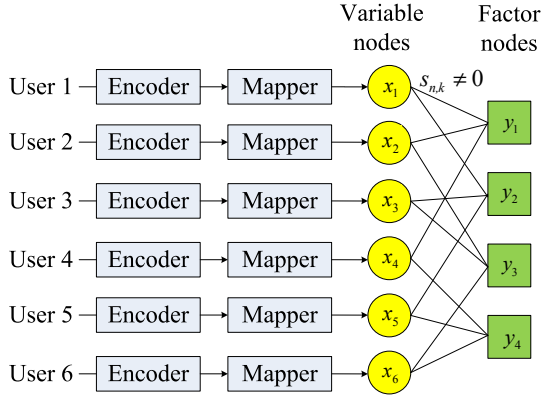 Variable nodes
Factor nodes
User 1 Encoder Mapper x1 sn,k ≠ 0
y1
User 2 Encoder Mapper x2
y2
User 3 Encoder Mapper x3
User 4 Encoder Mapper x4
y3
User 5 Encoder Mapper x5
y4
User 6 Encoder Mapper x6